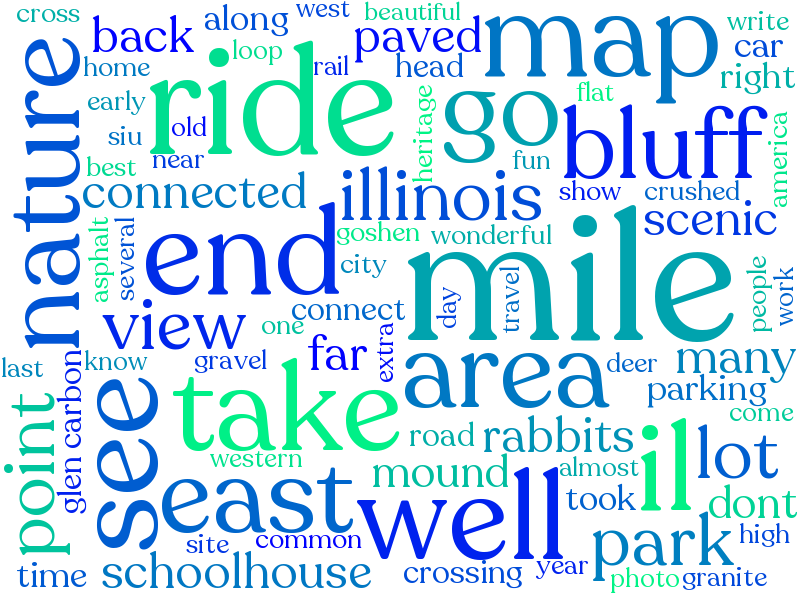 cross
back
along
west
beautiful
paved
map
write
car
right
home
loop
ride
rail
head
go
flat
early
siu
old
near
best
nature
heritage
fun
bluff
america
connected
illinois
show
crushed
scenic
asphalt
several
end
goshen
wonderful
city
mile
view
connect
day
travel
people
work
one
last
know
gravel
far
extra
area
deer
many
parking
glen carbon
see
take
point
road
rabbits
come
western
mound
almost
il
lot
east
well
took
dont
site
common
park
high
time
schoolhouse
crossing
year
photo
granite